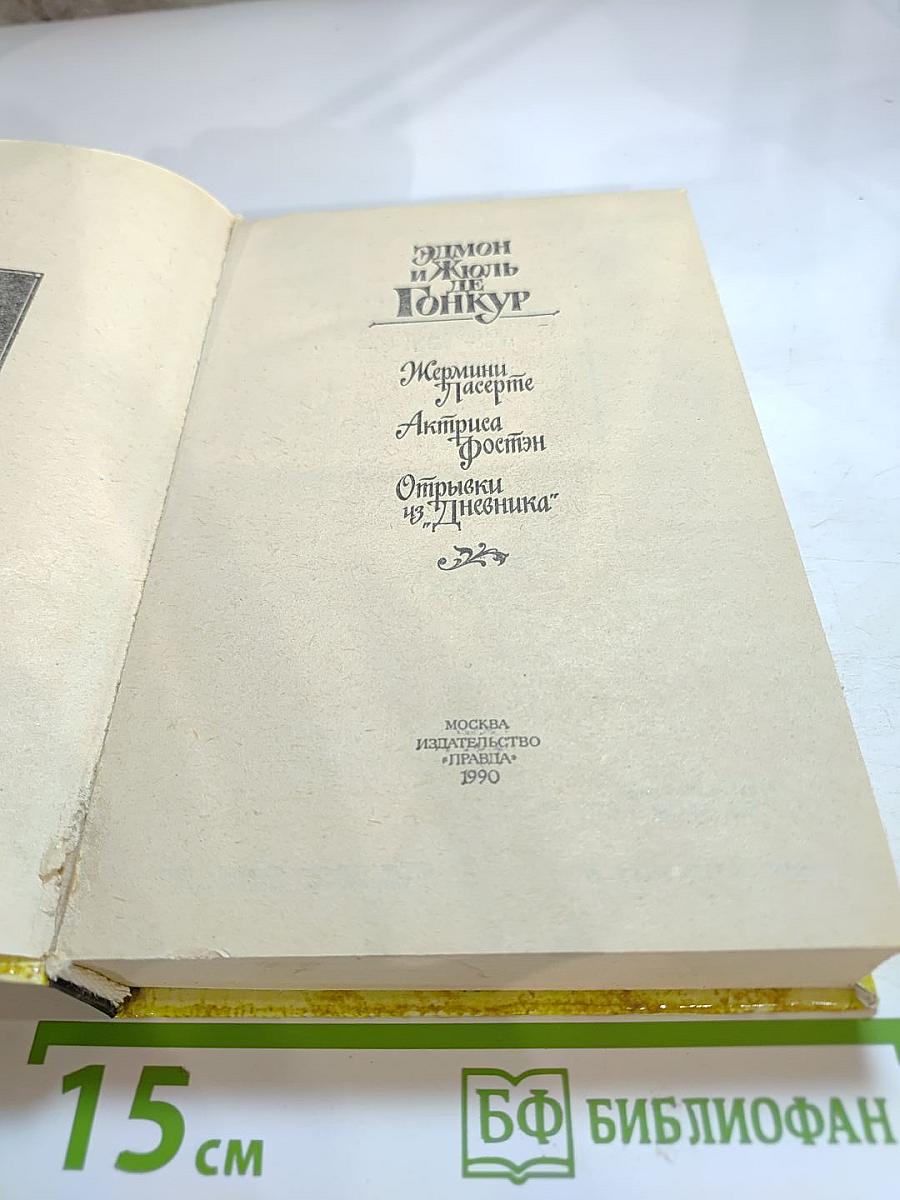 Эдмон
и Жюль
де
Гонкур
Жермини
Ласерте
Актриса
Фостэн
Отрывки
из „Дневника“
МОСКВА
ИЗДАТЕЛЬСТВО
«ПРАВДА»
1990
15 см
БФ БИБЛИОФАН